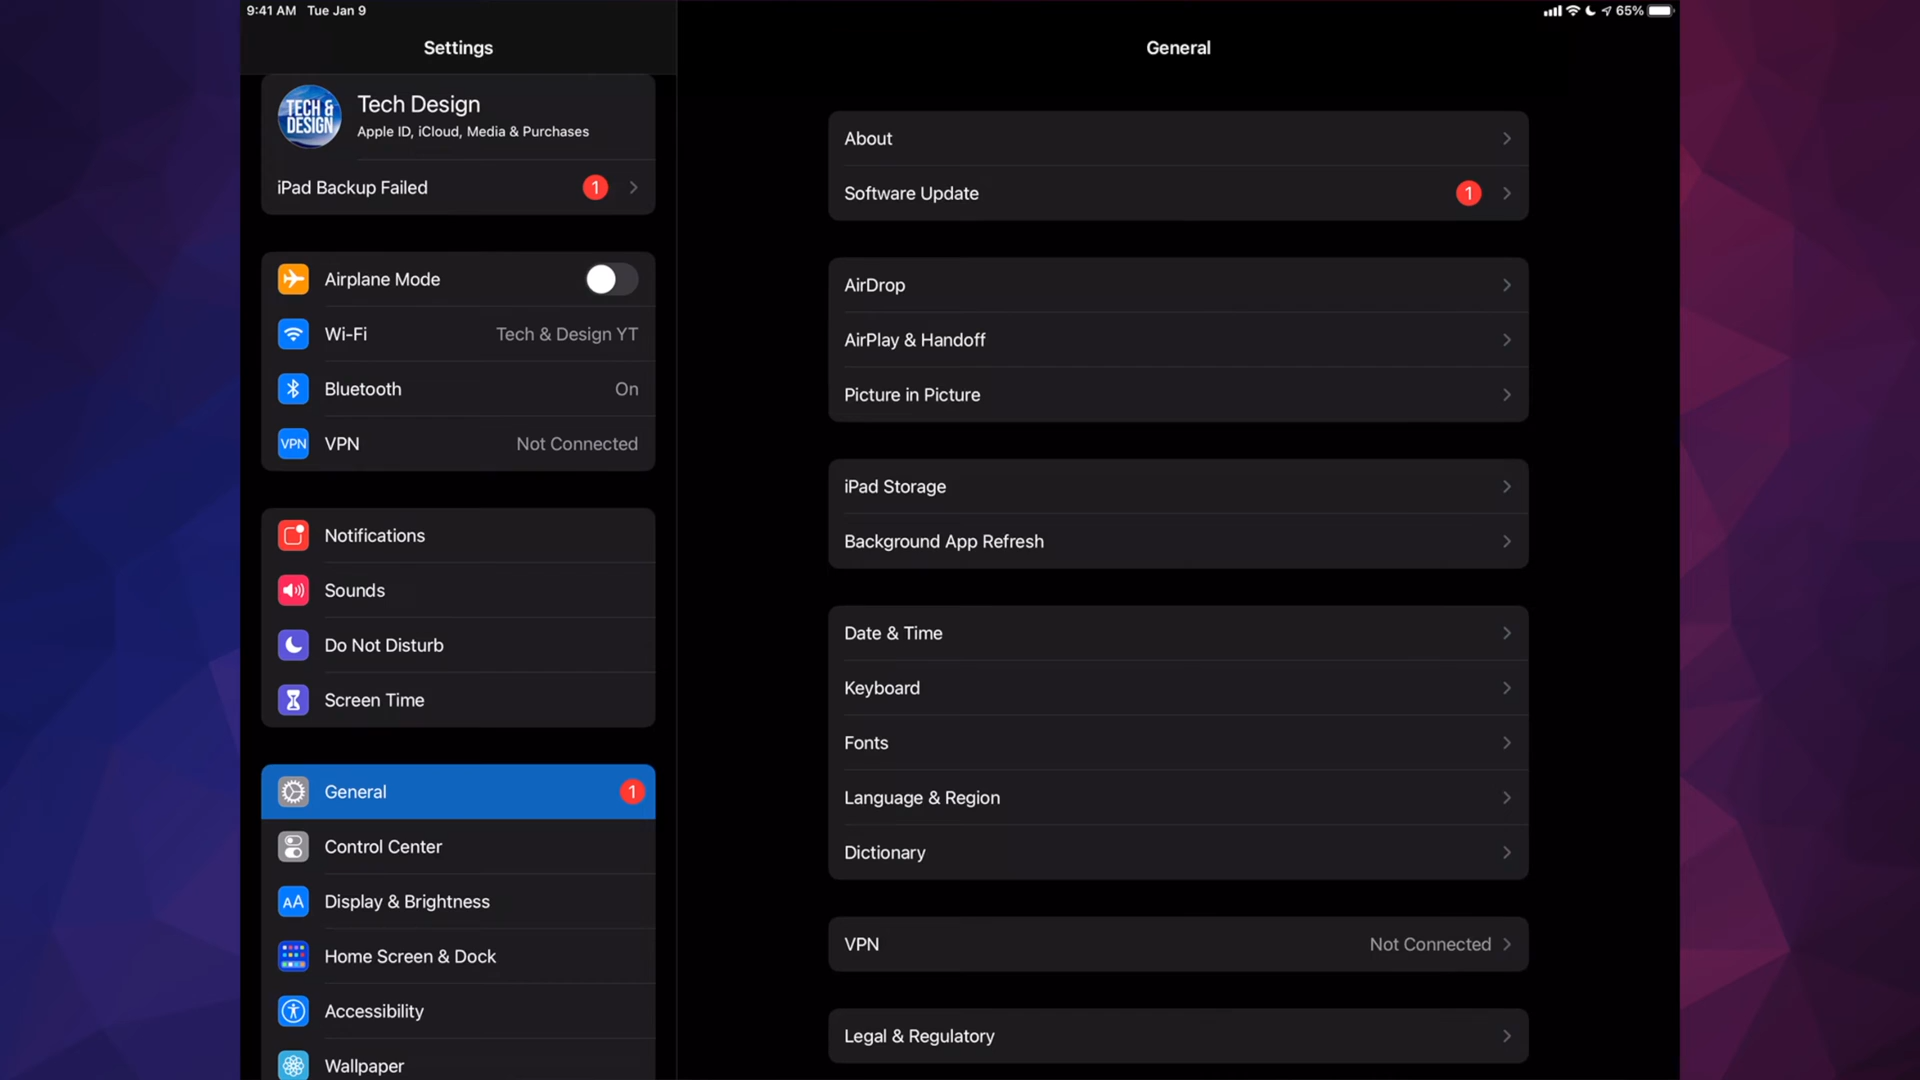 9:41 AM Tue Jan 9
65%
Settings
General
TECH &
DESIGN
Tech Design
Apple ID, iCloud, Media & Purchases
iPad Backup Failed 1
Airplane Mode
Wi-Fi Tech & Design YT
Bluetooth On
VPN VPN Not Connected
Notifications
Sounds
Do Not Disturb
Screen Time
General 1
Control Center
AA Display & Brightness
Home Screen & Dock
Accessibility
Wallpaper
About
Software Update 1
AirDrop
AirPlay & Handoff
Picture in Picture
iPad Storage
Background App Refresh
Date & Time
Keyboard
Fonts
Language & Region
Dictionary
VPN Not Connected
Legal & Regulatory